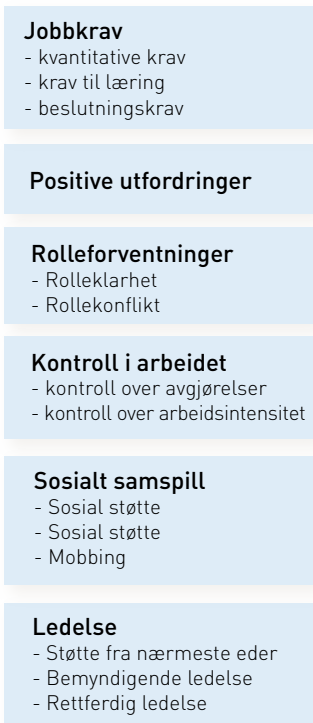 Jobbkrav
- kvantitative krav
- krav til læring
- beslutningskrav
Positive utfordringer
Rolleforventninger
- Rolleklarhet
- Rollekonflikt
Kontroll i arbeidet
- kontroll over avgjørelser
- kontroll over arbeidsintensitet
Sosialt samspill
- Sosial støtte
- Sosial støtte
- Mobbing
Ledelse
- Støtte fra nærmeste eder
- Bemyndigende ledelse
- Rettferdig ledelse